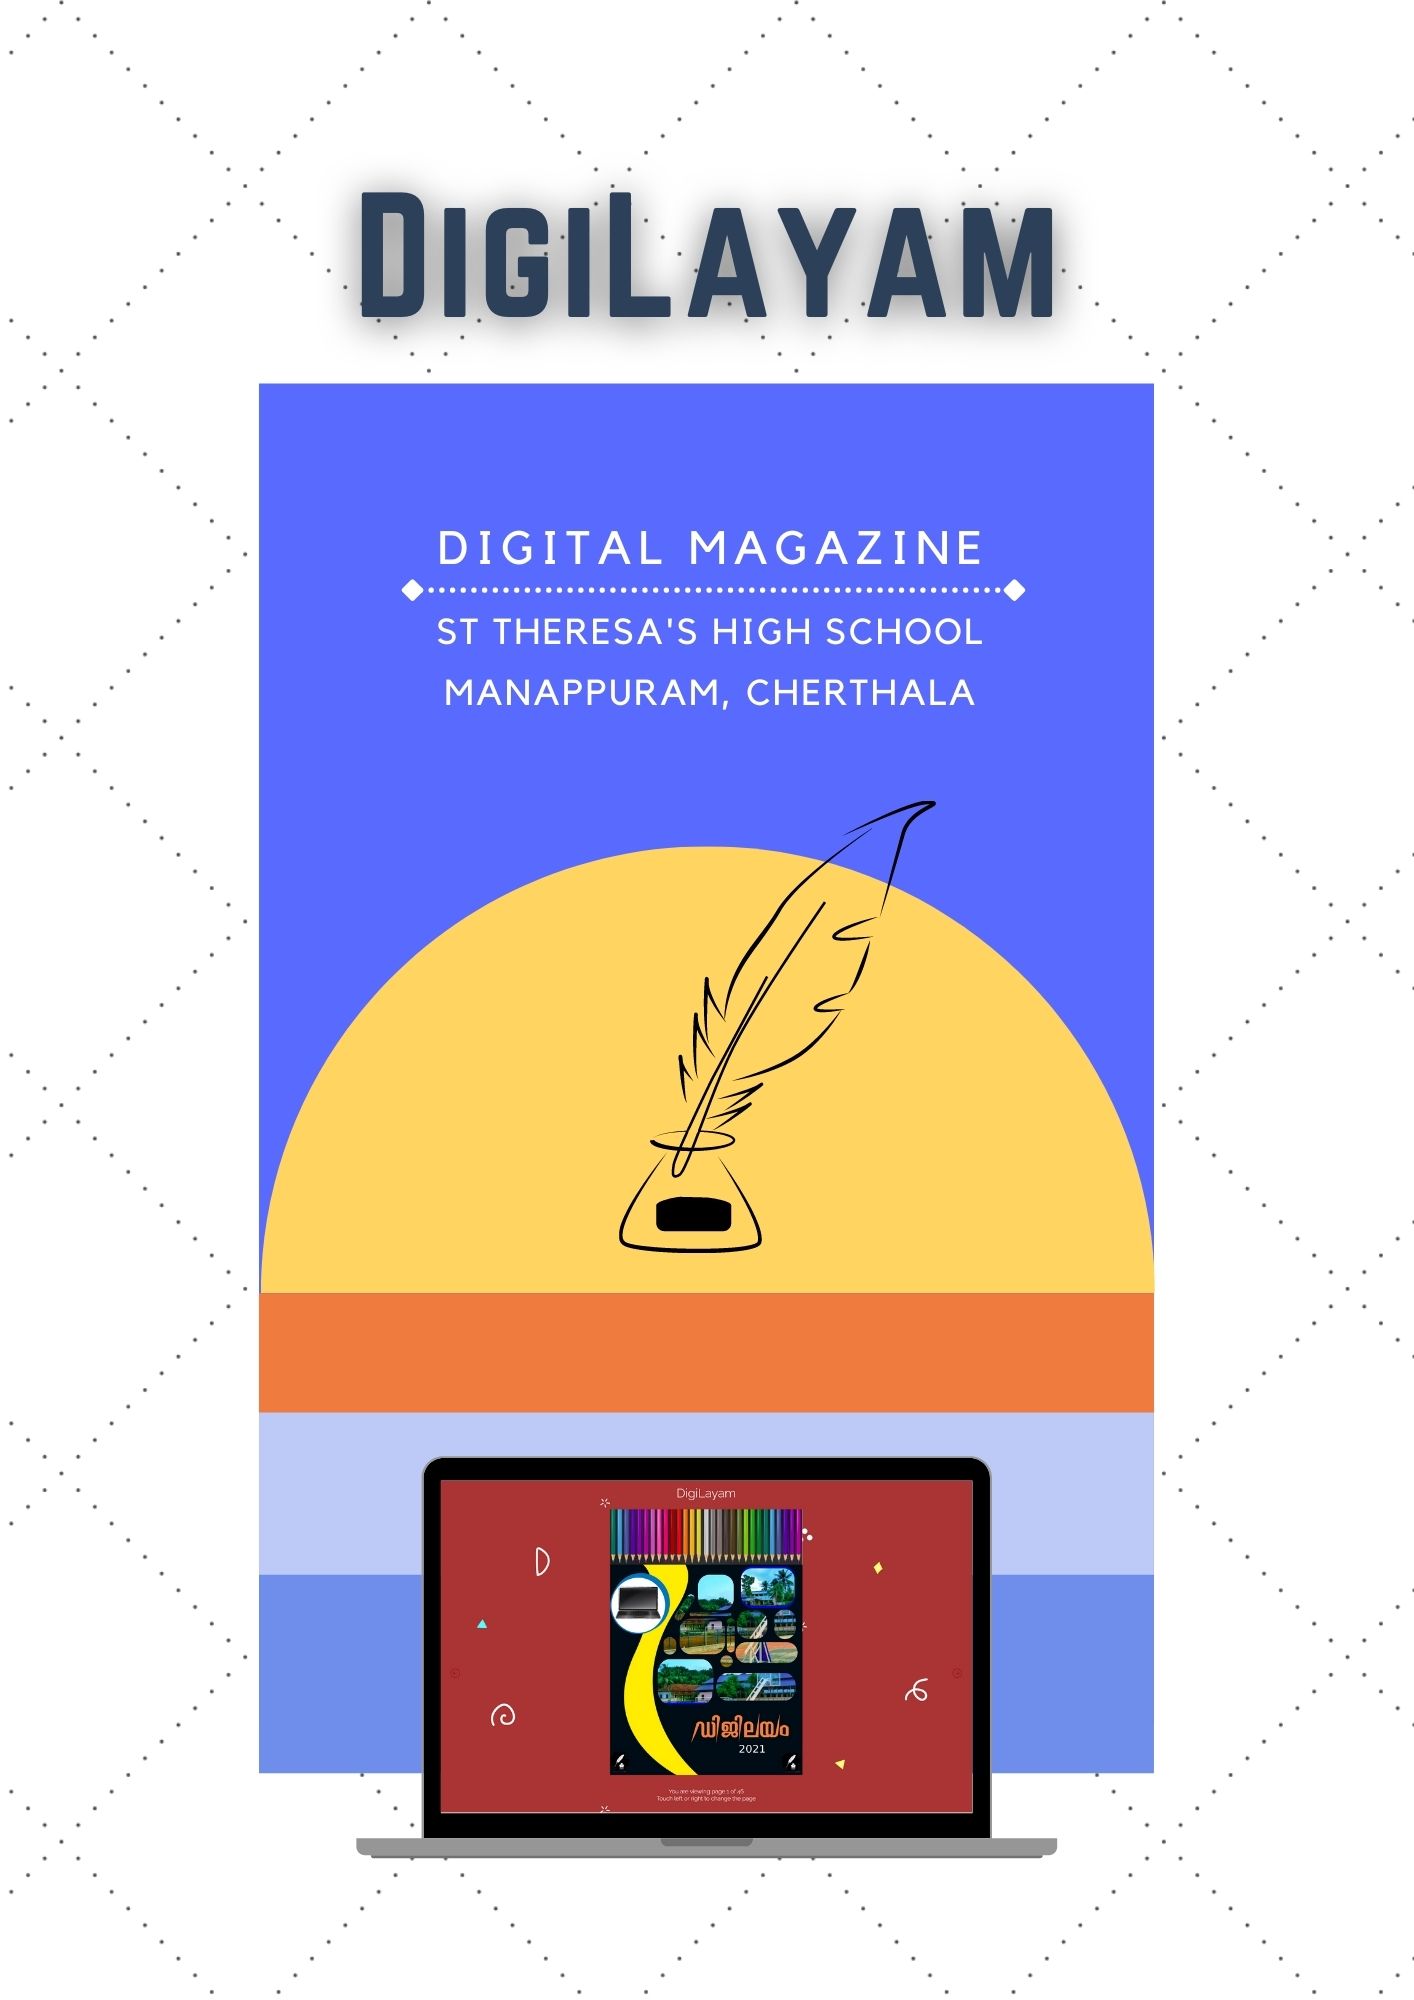 DIGILAYAM
DIGITAL MAGAZINE
ST THERESA'S HIGH SCHOOL
MANAPPURAM, CHERTHALA
DigiLayam
ഡിജിലയം
2021
You are viewing page 1 of 46
Touch left or right to change the page